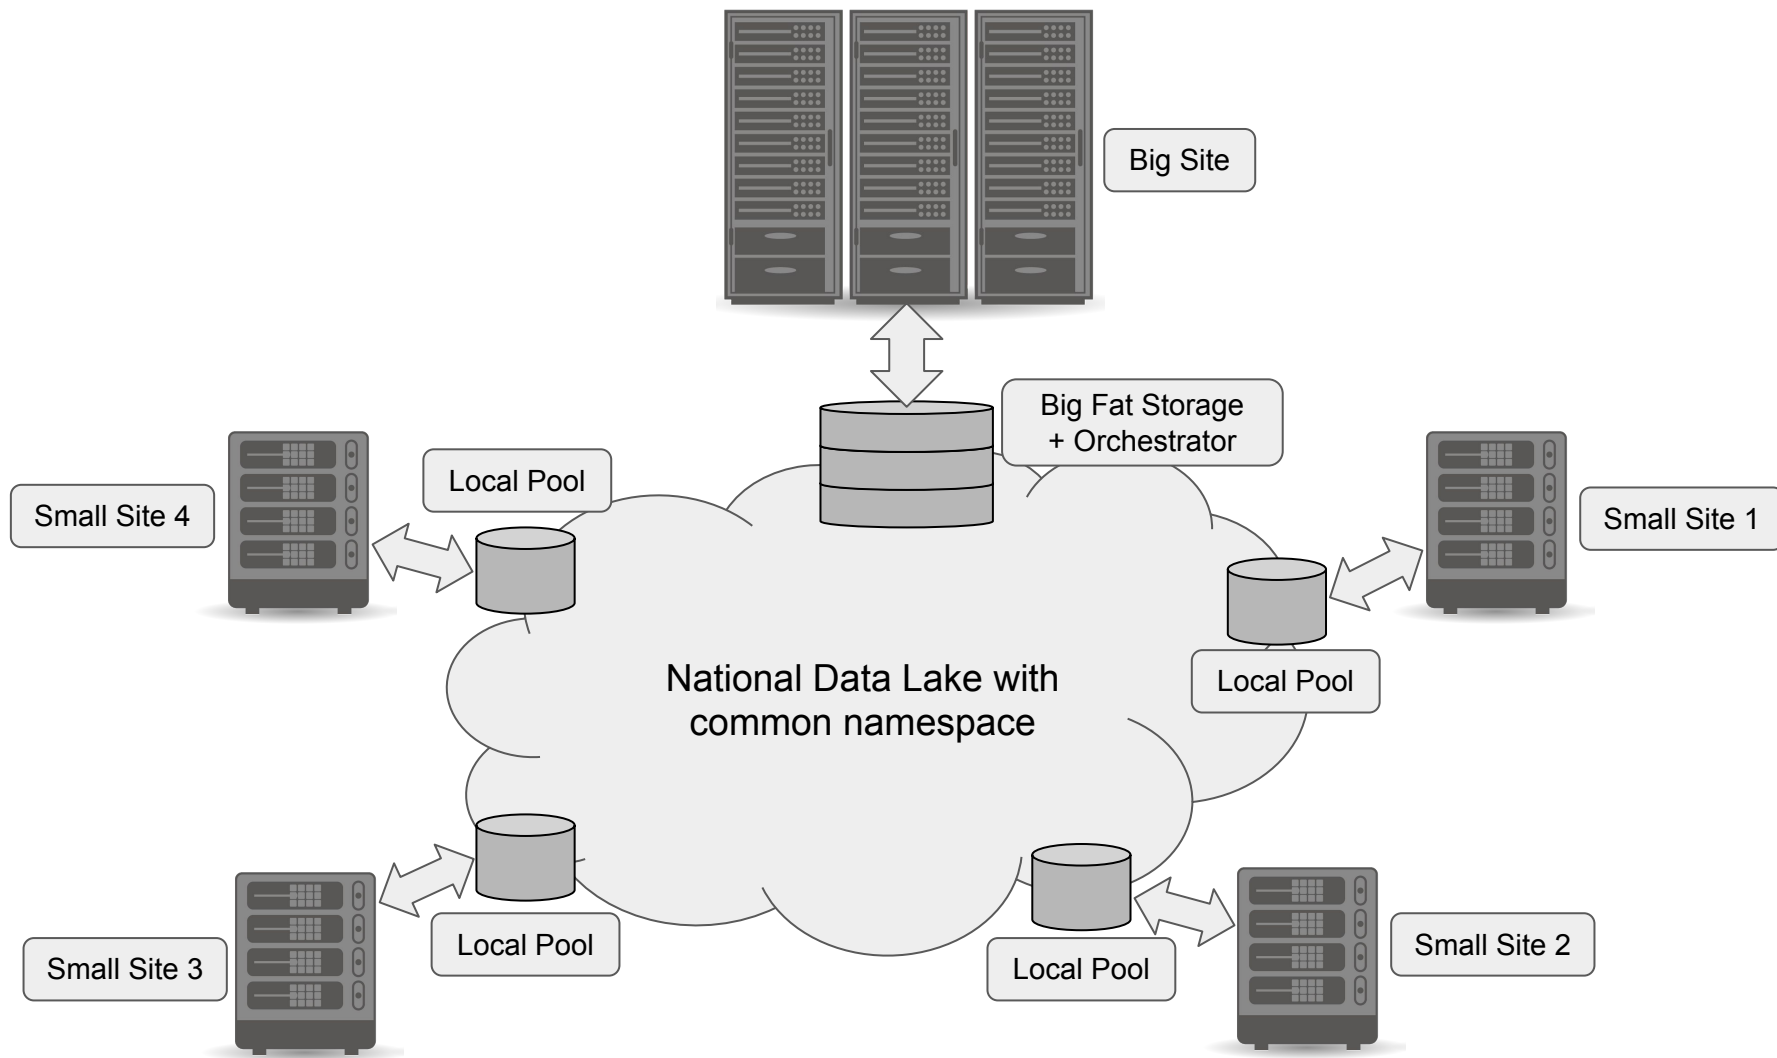 Big Site
Big Fat Storage
+ Orchestrator
Local Pool
Small Site 4
Small Site 1
National Data Lake with
common namespace
Local Pool
Local Pool
Small Site 3
Local Pool
Small Site 2